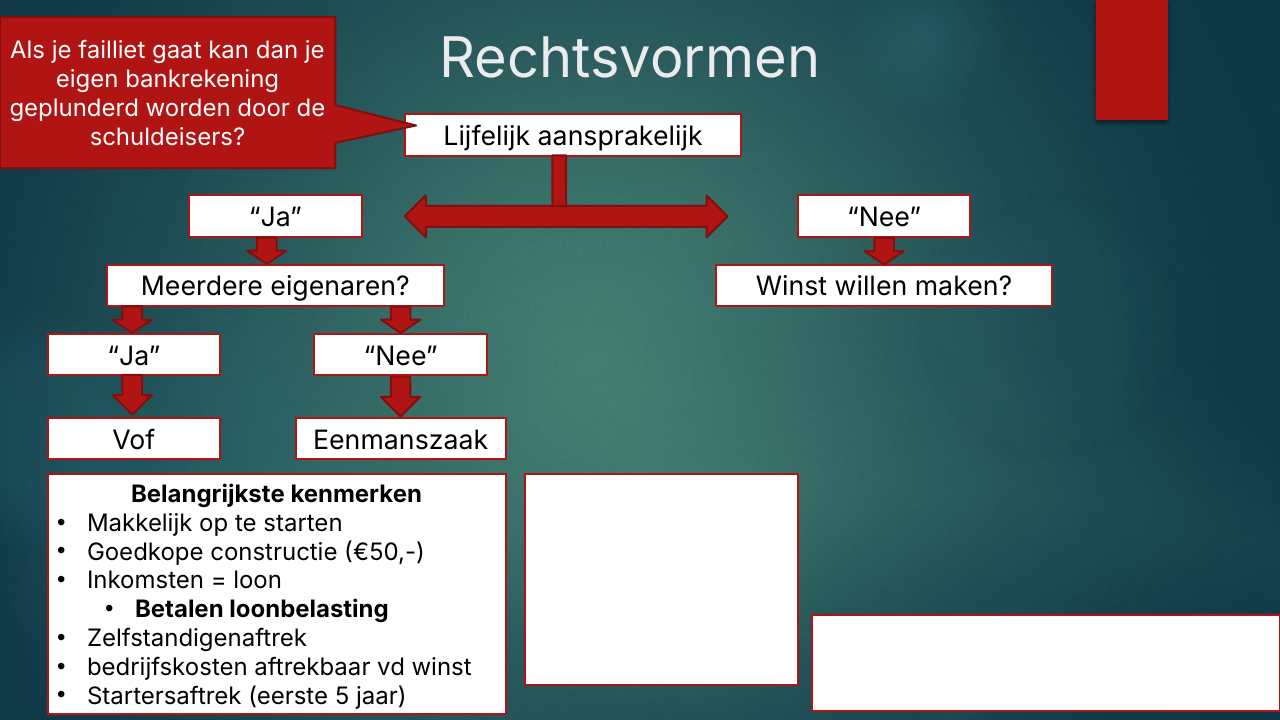 Als je failliet gaat kan dan je
eigen bankrekening
geplunderd worden door de
schuldeisers?
Rechtsvormen
Lijfelijk aansprakelijk
“Ja”
“Nee”
Meerdere eigenaren?
Winst willen maken?
“Ja”
“Nee”
Vof
Eenmanszaak
Belangrijkste kenmerken
• Makkelijk op te starten
• Goedkope constructie (€50,-)
• Inkomsten = loon
• Betalen loonbelasting
• Zelfstandigenaftrek
• bedrijfskosten aftrekbaar vd winst
• Startersaftrek (eerste 5 jaar)